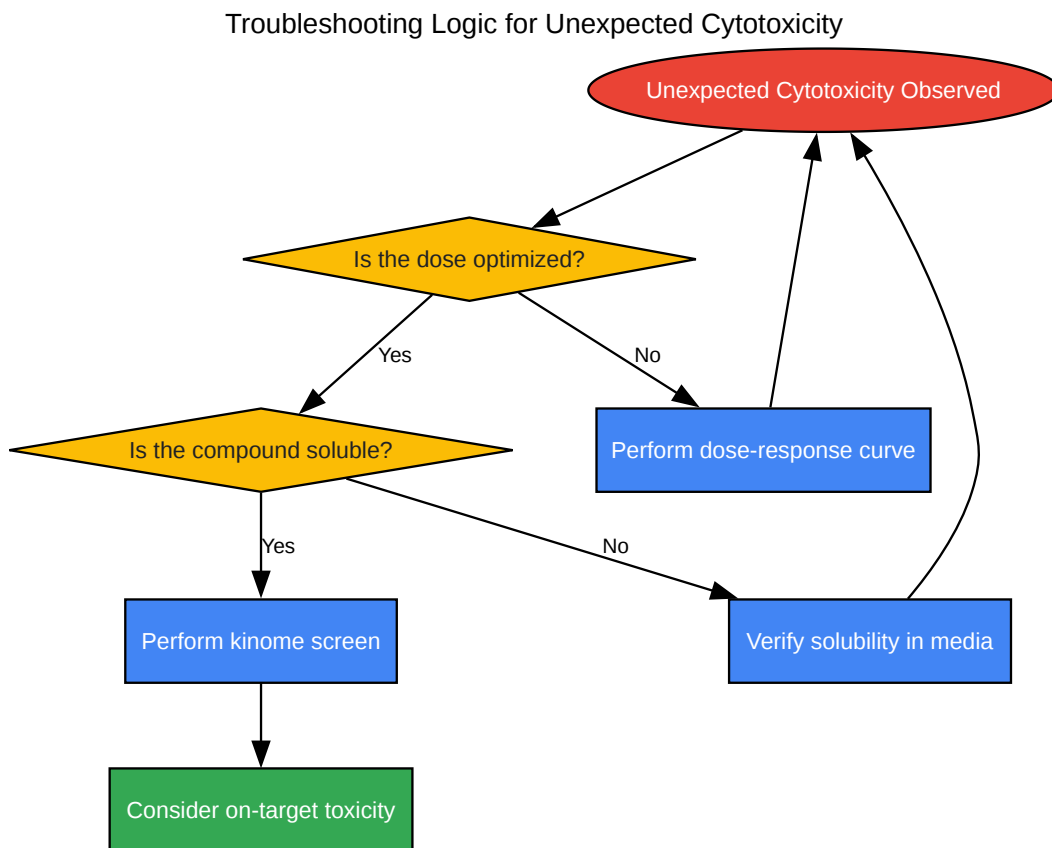 Troubleshooting Logic for Unexpected Cytotoxicity
Unexpected Cytotoxicity Observed
Is the dose optimized?
Yes
No
Is the compound soluble?
Perform dose-response curve
Yes
No
Perform kinome screen
Verify solubility in media
Consider on-target toxicity